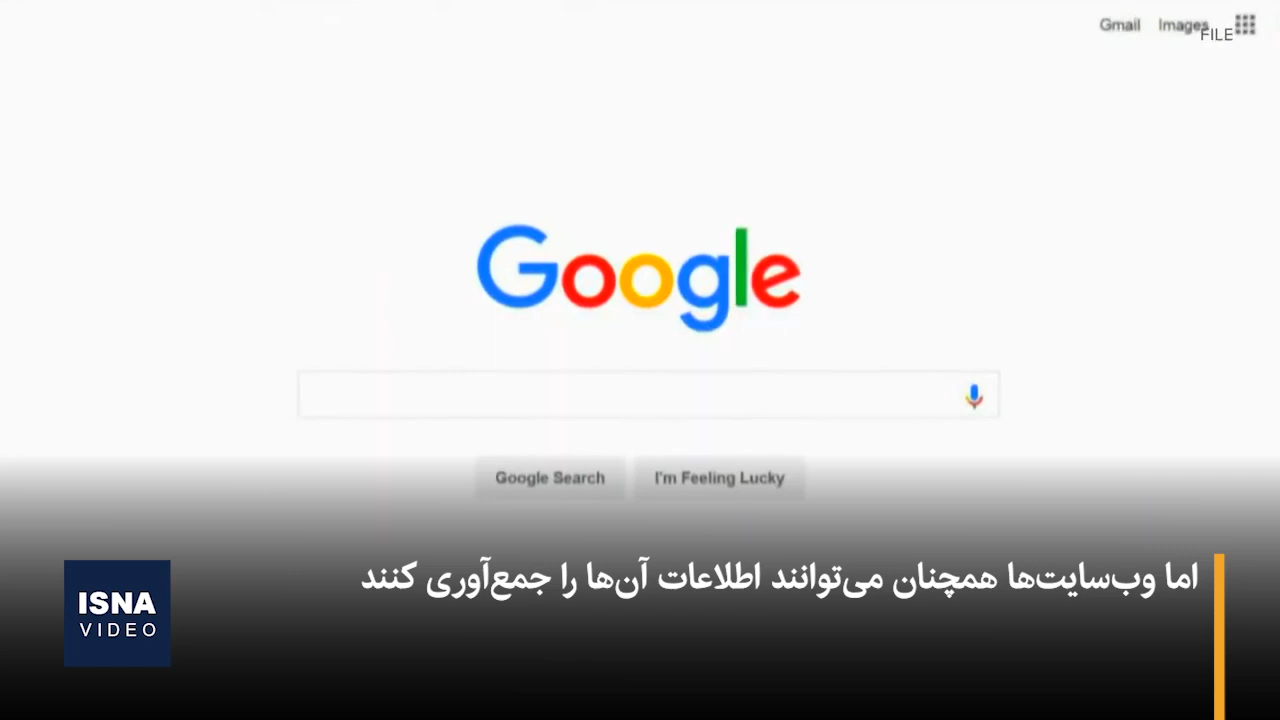 Gmail Images
FILE
Google
Google Search I'm Feeling Lucky
اما وب‌سایت‌ها همچنان می‌توانند اطلاعات آن‌ها را جمع‌آوری کنند
ISNA
VIDEO